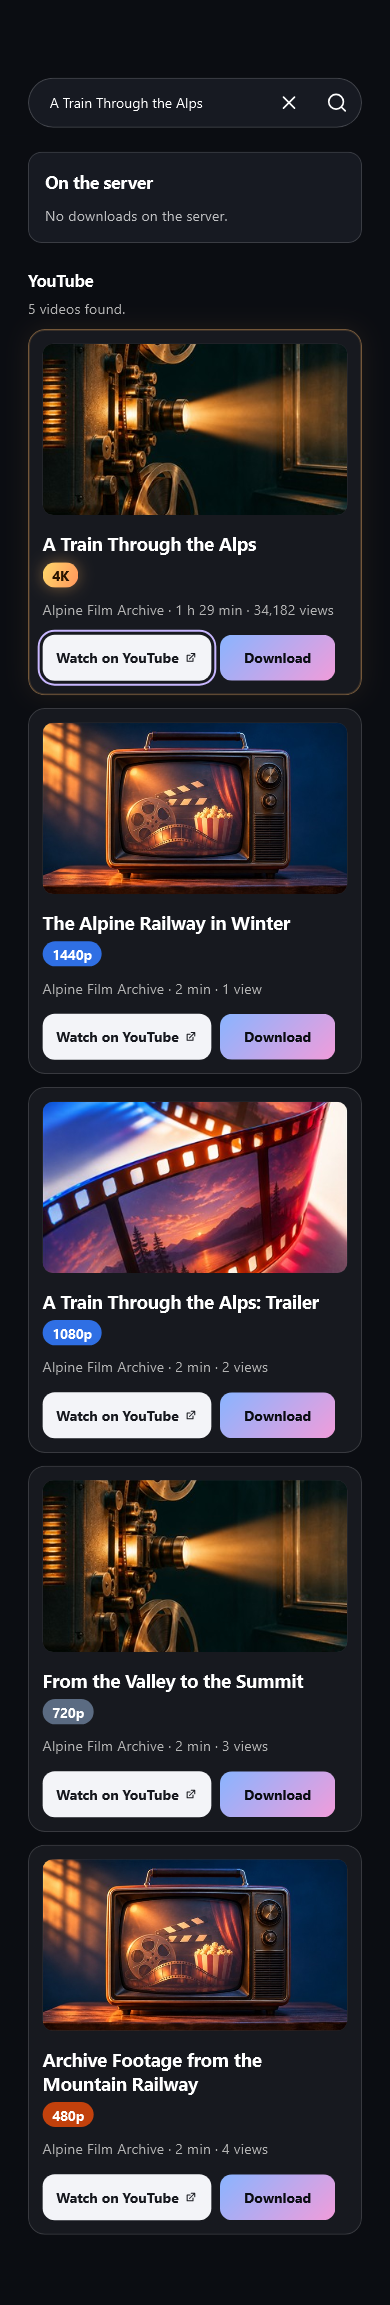 A Train Through the Alps
On the server
No downloads on the server.
YouTube
5 videos found.
A Train Through the Alps
4K
Alpine Film Archive · 1 h 29 min · 34,182 views
Watch on YouTube
Download
The Alpine Railway in Winter
1440p
Alpine Film Archive · 2 min · 1 view
Watch on YouTube
Download
A Train Through the Alps: Trailer
1080p
Alpine Film Archive · 2 min · 2 views
Watch on YouTube
Download
From the Valley to the Summit
720p
Alpine Film Archive · 2 min · 3 views
Watch on YouTube
Download
Archive Footage from the
Mountain Railway
480p
Alpine Film Archive · 2 min · 4 views
Watch on YouTube
Download